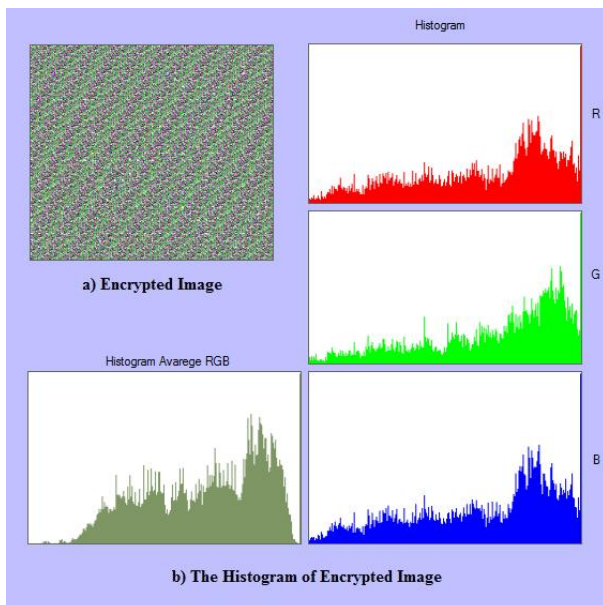 Histogram
R
a) Encrypted Image
G
Histogram Avarege RGB
B
b) The Histogram of Encrypted Image